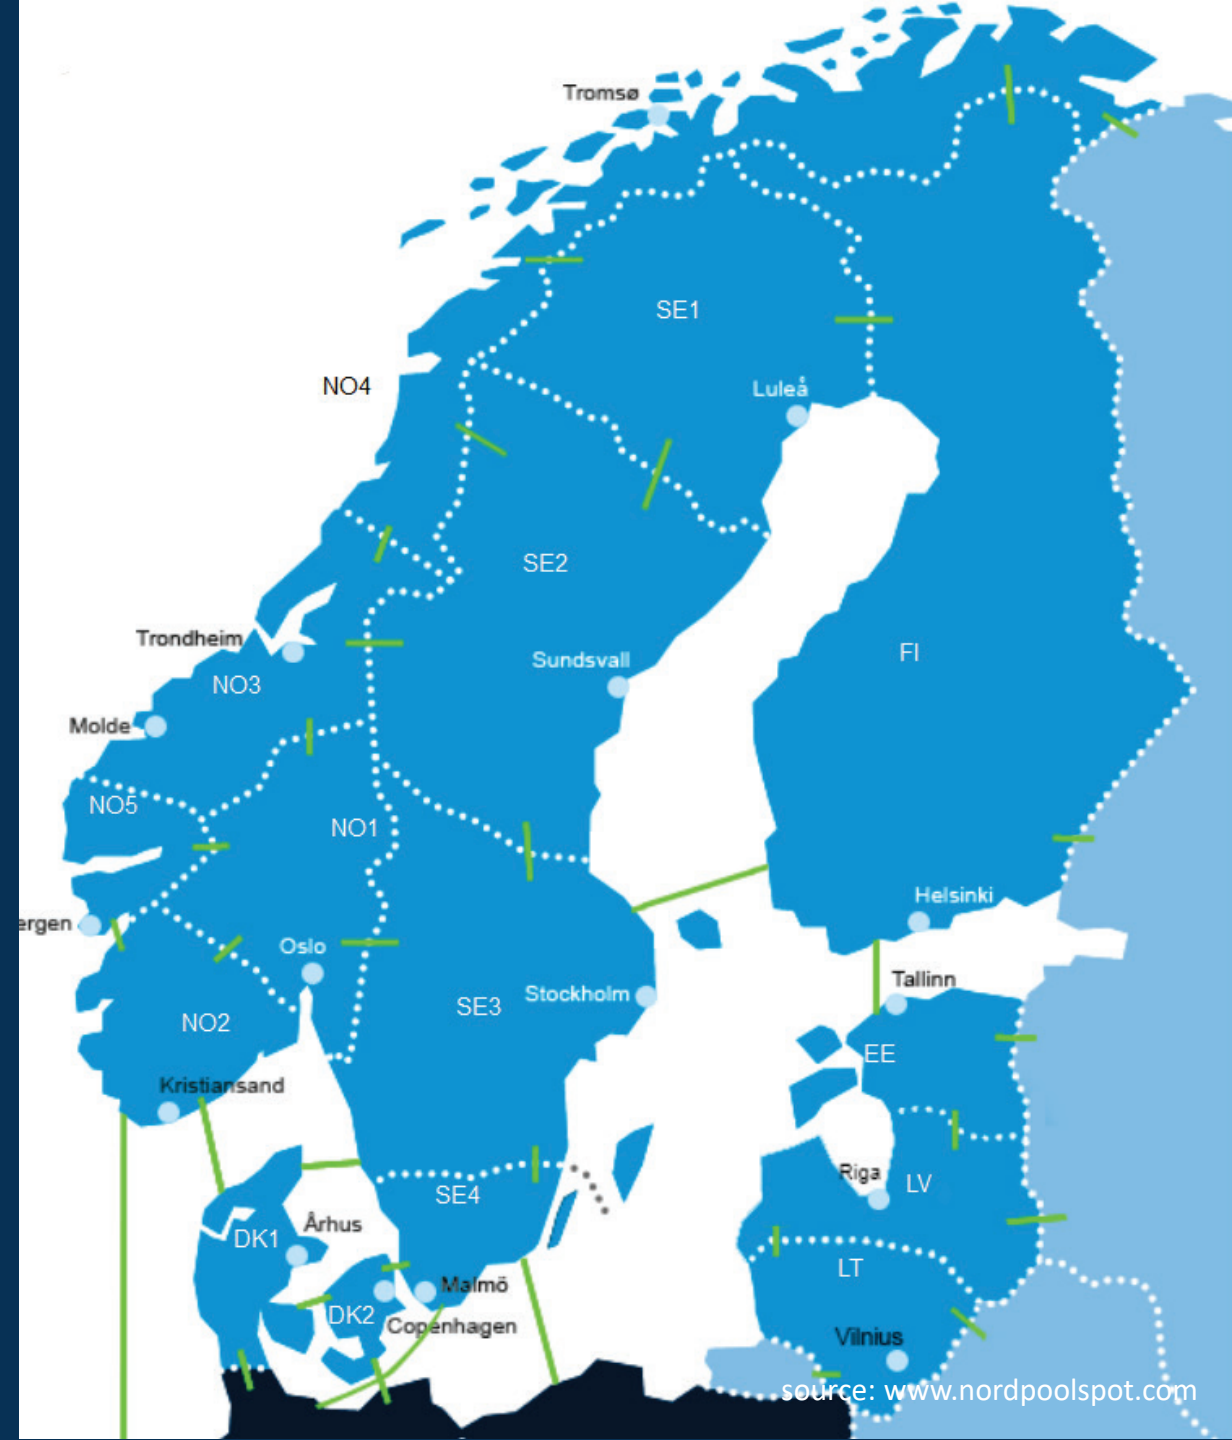 Tromsø
SE1
NO4
Luleå
SE2
Trondheim
Sundsvall
FI
NO3
Molde
NO5
NO1
Helsinki
ergen
Oslo
Tallinn
Stockholm
SE3
NO2
EE
Kristiansand
Riga
LV
SE4
Århus
DK1
LT
Malmö
DK2
Copenhagen
Vilnius
source: www.nordpoolspot.com